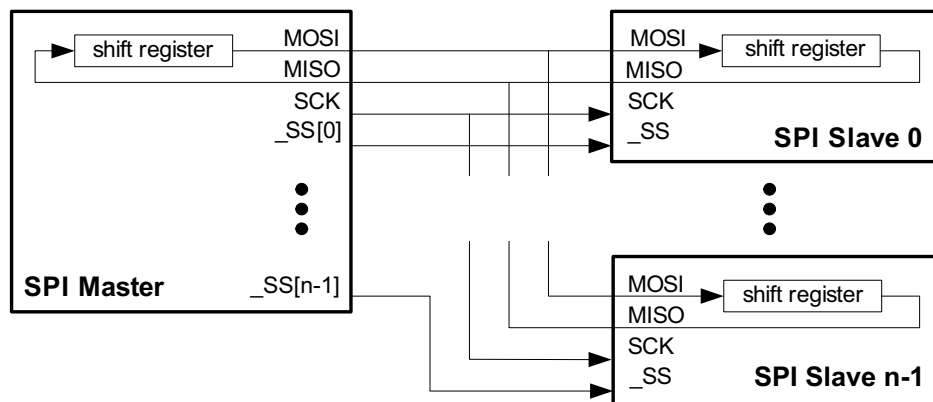 shift register
MOSI
MISO
SCK
_SS[0]
SPI Master
_SS[n-1]
MOSI
shift register
MISO
SCK
_SS
SPI Slave 0
MOSI
shift register
MISO
SCK
_SS
SPI Slave n-1